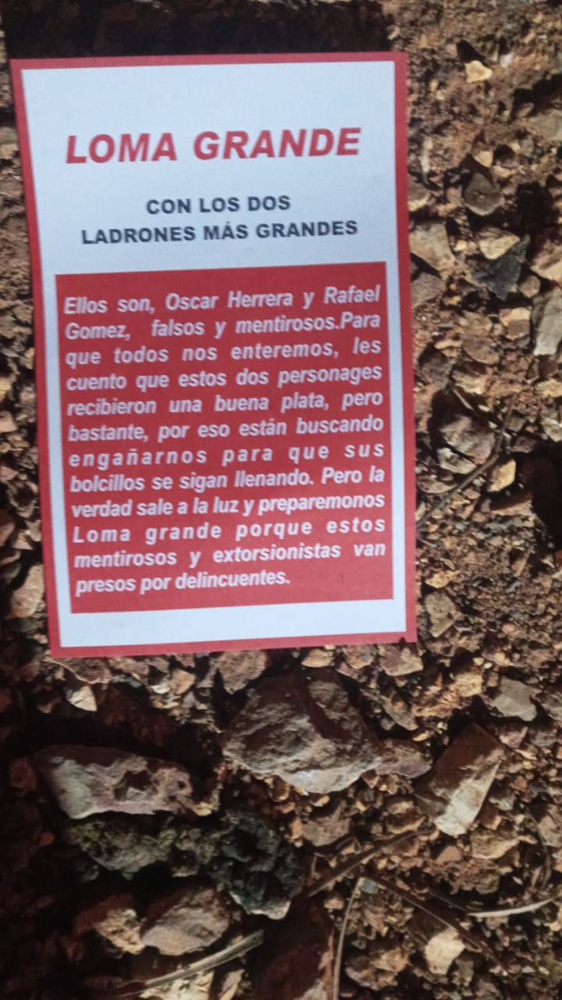 LOMA GRANDE
CON LOS DOS
LADRONES MÁS GRANDES
Ellos son, Oscar Herrera y Rafael
Gomez, falsos y mentirosos.Para
que todos nos enteremos, les
cuento que estos dos personages
recibieron una buena plata, pero
bastante, por eso están buscando
engañarnos para que sus
bolcillos se sigan llenando. Pero la
verdad sale a la luz y preparemonos
Loma grande porque estos
mentirosos y extorsionistas van
presos por delincuentes.